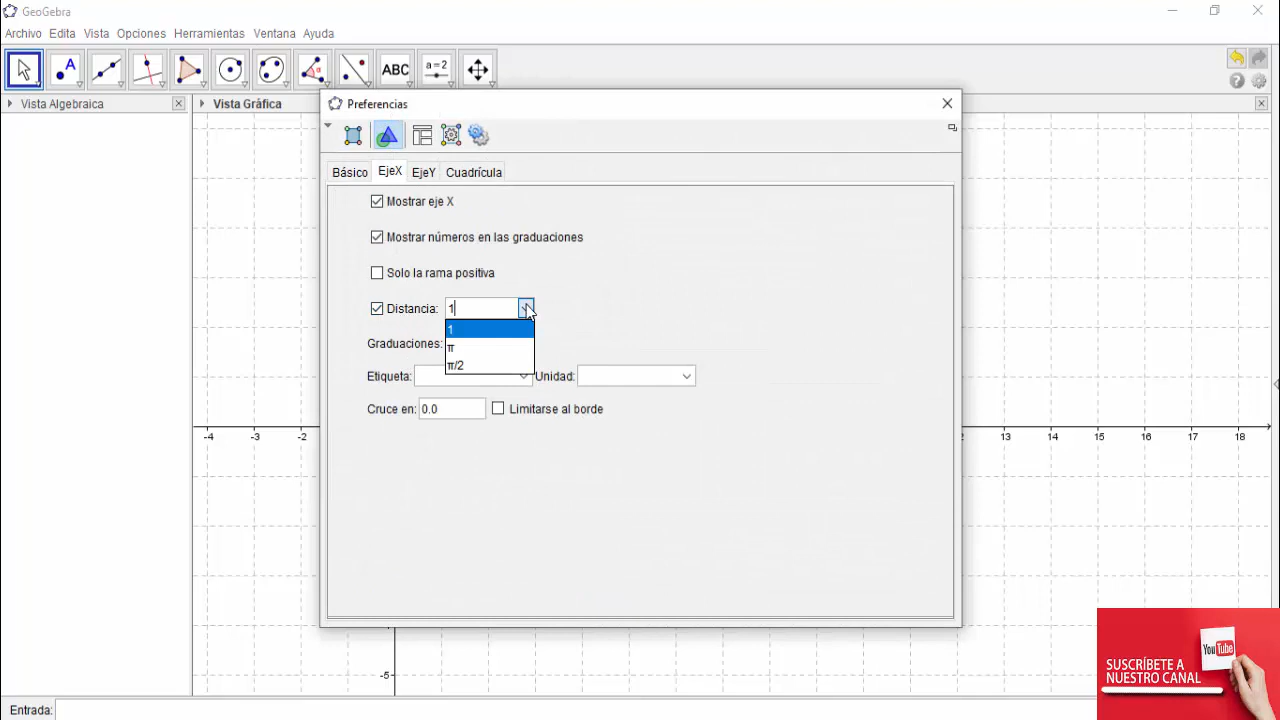 GeoGebra
Archivo Edita Vista Opciones Herramientas Ventana Ayuda
A ABC a=2
Vista Algebraica
Vista Gráfica
Preferencias
Básico EjeX EjeY Cuadrícula
Mostrar eje X
Mostrar números en las graduaciones
Solo la rama positiva
Distancia: 1
1
π
π/2
Graduaciones:
Etiqueta: Unidad:
Cruce en: 0.0 Limitarse al borde
-4 -3 -2 12 13 14 15 16 17 18
-5
YouTube
SUSCRÍBETE A
NUESTRO CANAL
Entrada: